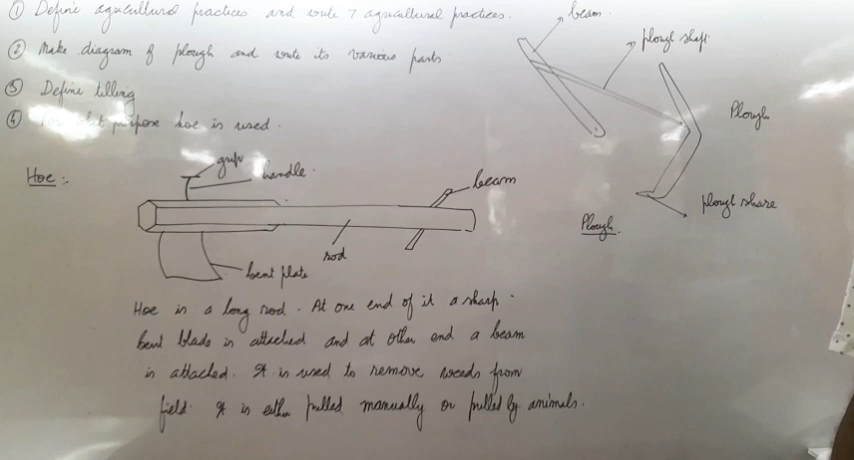 ① Define agricultural practices and write 7 agricultural practices.
② Make diagram of plough and write its various parts
③ Define tilling
④ purpose hoe is used.
beam
plough shaft
Plough
plough share
Plough.
Hoe :-
grip
handle.
beam
rod
bent plate
Hoe is a long rod. At one end of it a sharp
bent blade is attached and at other end a beam
is attached. It is used to remove weeds from
field. It is either pulled manually or pulled by animals.